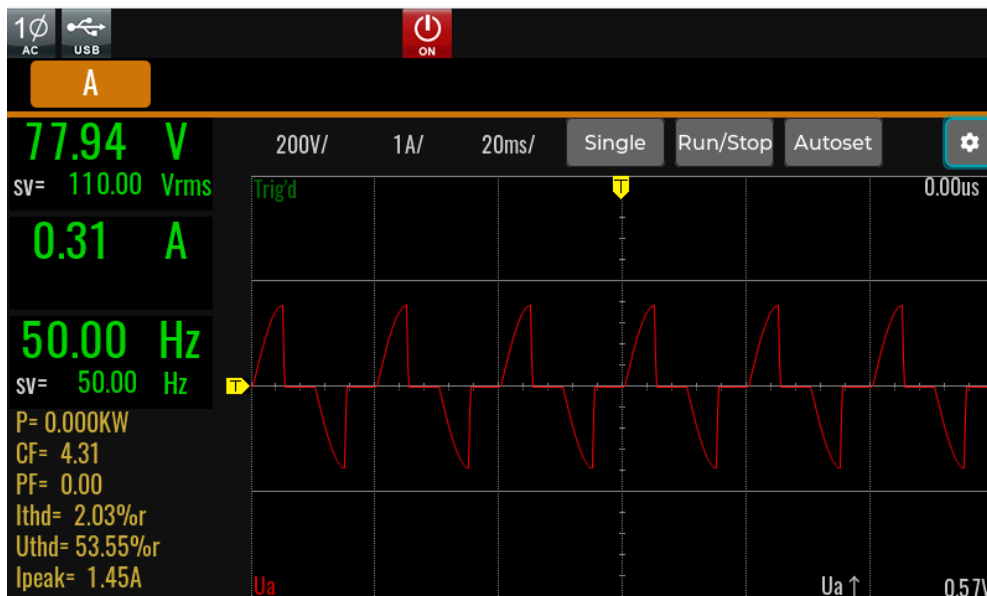 1Ø
AC
USB
ON
A
77.94 V
sv= 110.00 Vrms
0.31 A
50.00 Hz
sv= 50.00 Hz
P= 0.000KW
CF= 4.31
PF= 0.00
Ithd= 2.03%r
Uthd= 53.55%r
Ipeak= 1.45A
200V/ 1A/ 20ms/ Single Run/Stop Autoset
Trig'd T 0.00us
T
Ua Ua↑ 0.57V